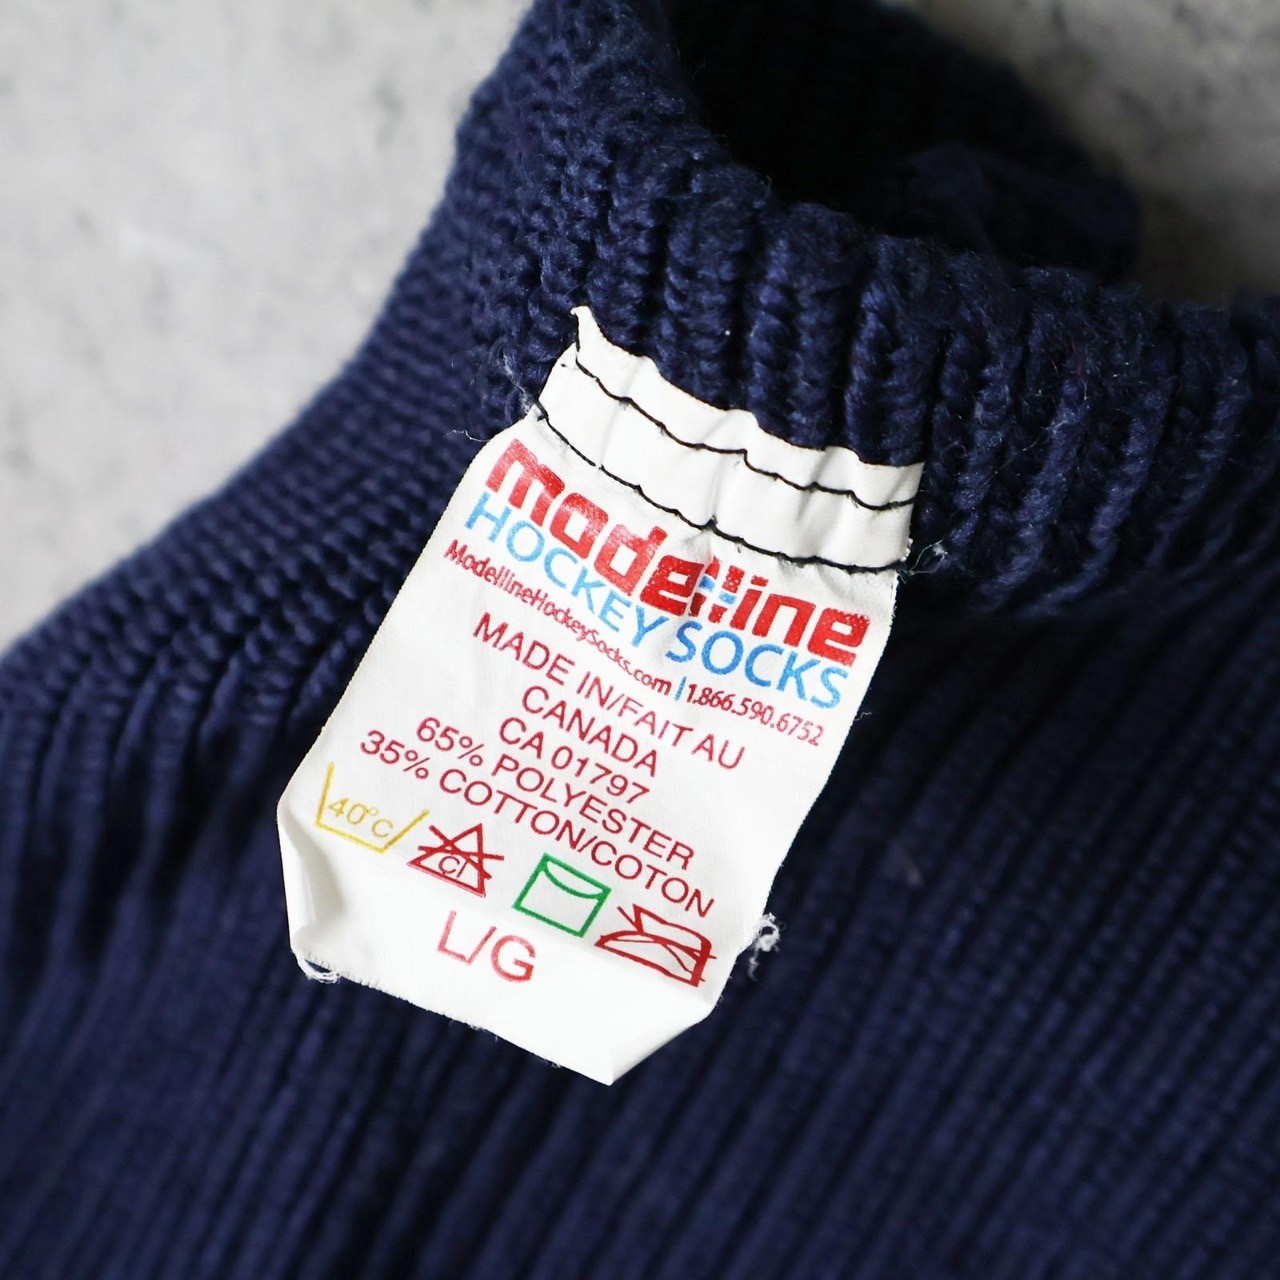 modelline
HOCKEY SOCKS
ModellineHockeySocks.com | 1.866.590.6752
MADE IN/FAIT AU
CANADA
CA 01797
65% POLYESTER
35% COTTON/COTON
40°C
Cl
L/G